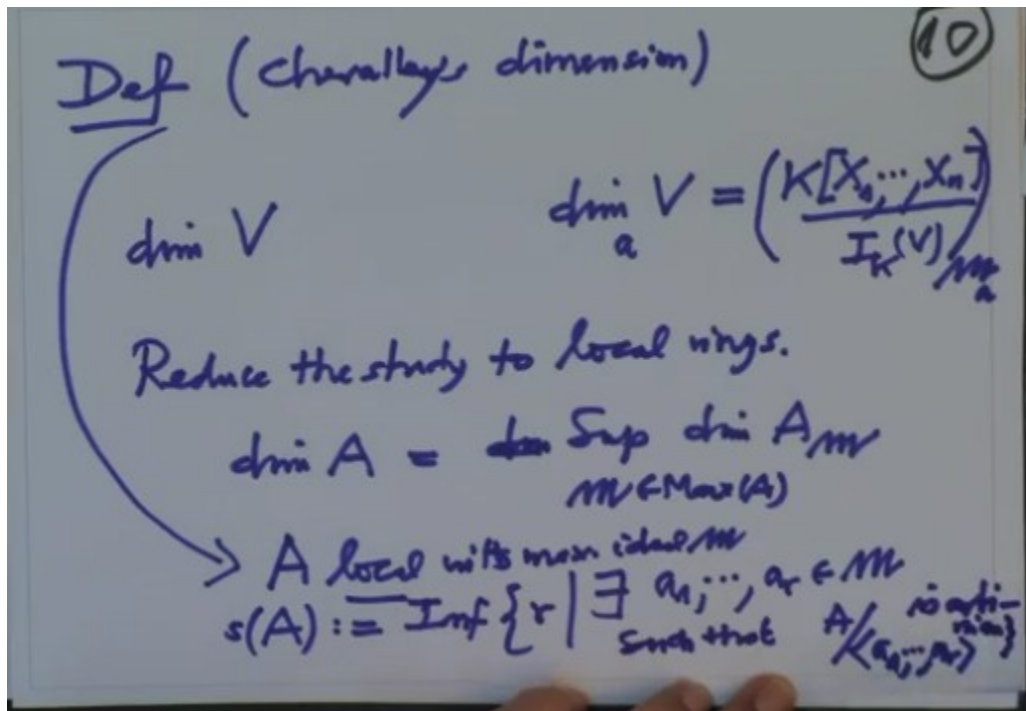 10
Def (Chevalleys dimension)
dim V dim_a V = (K[X_1, ..., X_n] / I_K(V))_{𝔪_a}
Reduce the study to local rings.
dim A = Sup dim A_𝔪
𝔪 ∈ Max(A)
A local with max. ideal 𝔪
s(A) := Inf { r | ∃ a_1, ..., a_r ∈ 𝔪
such that A/<a_1, ..., a_r> is artinian}